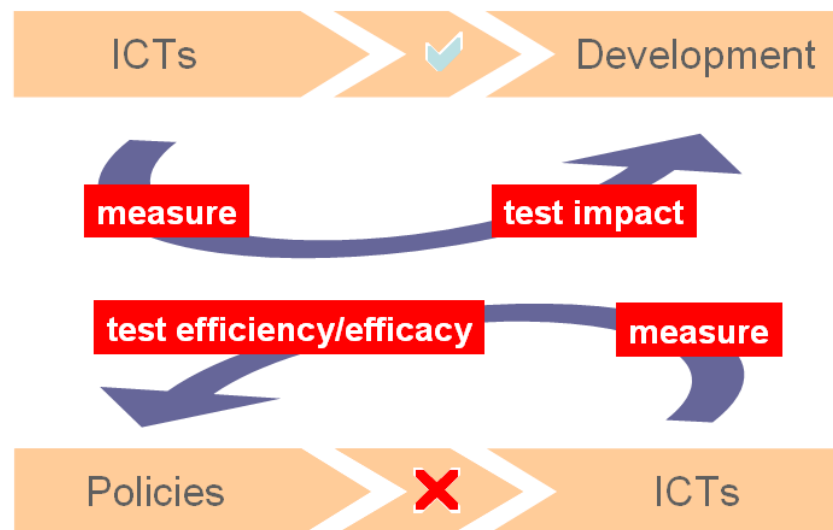 ICTs
Development
measure
test impact
test efficiency/efficacy
measure
Policies
ICTs